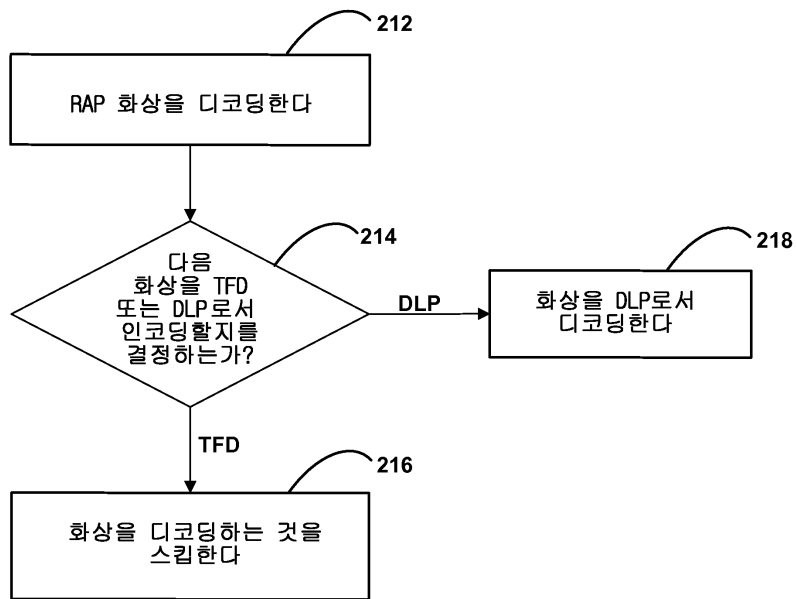 212
RAP 화상을 디코딩한다
214
다음
화상을 TFD
또는 DLP로서
인코딩할지를
결정하는가?
DLP
218
화상을 DLP로서
디코딩한다
TFD
216
화상을 디코딩하는 것을
스킵한다